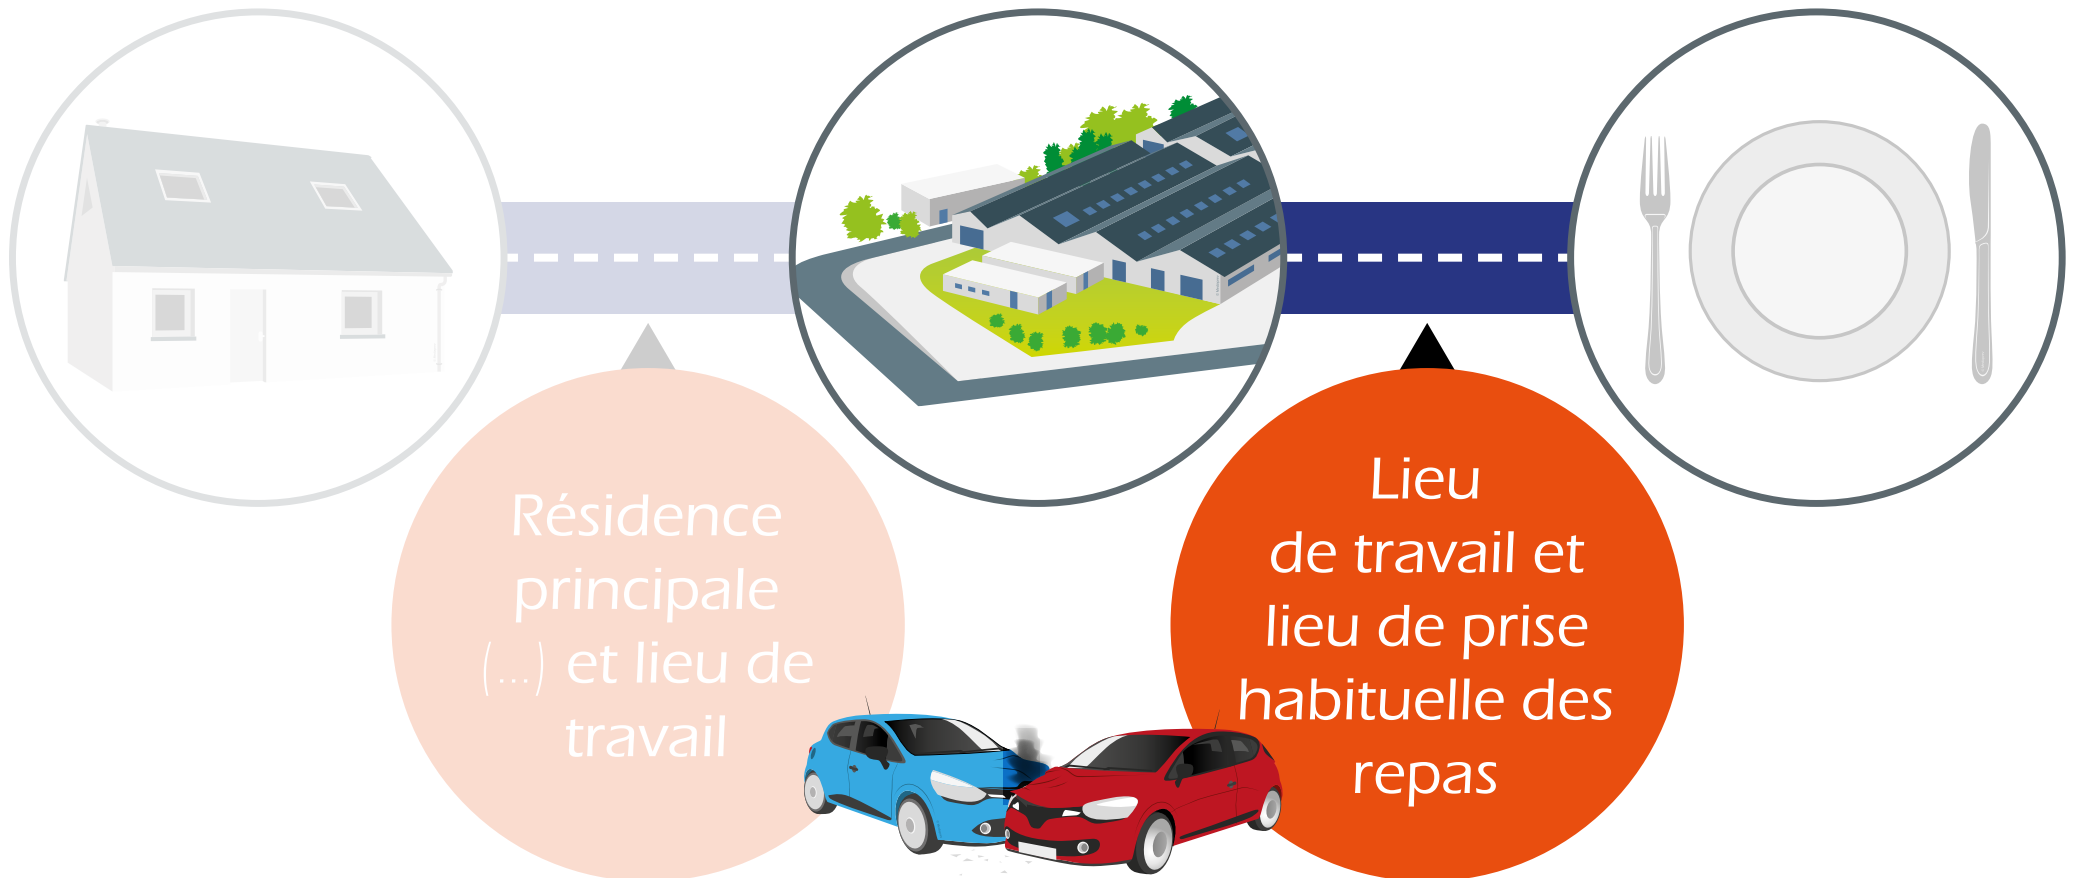 Résidence
principale
(...) et lieu de
travail
Lieu
de travail et
lieu de prise
habituelle des
repas